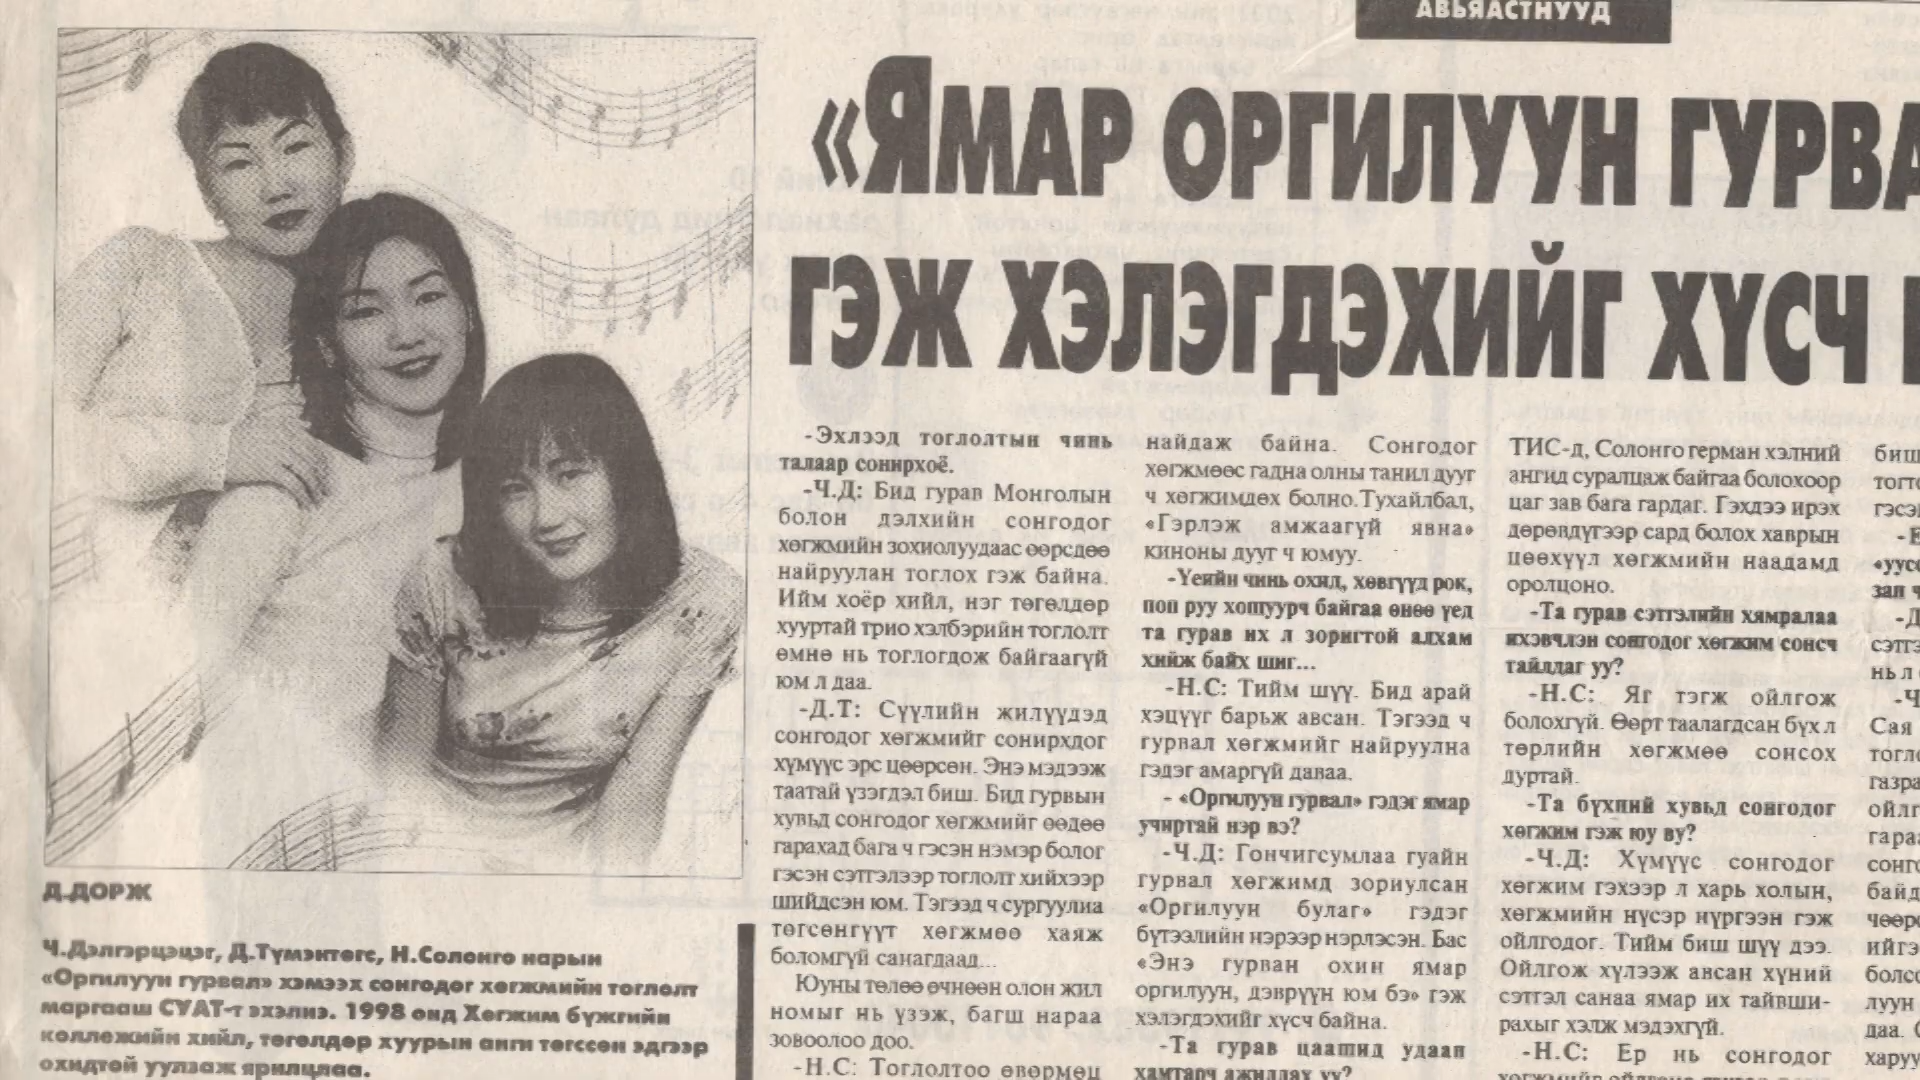 АВЬЯАСТНУУД
«ЯМАР ОРГИЛУУН ГУРВА
ГЭЖ ХЭЛЭГДЭХИЙГ ХҮСЧ
Д.ДОРЖ
Ч.Дэлгэрцэцэг, Д.Түмэнтөгс, Н.Солонго нарын
«Оргилуун гурвал» хэмээх сонгодог хөгжмийн тоглолт
маргааш СУАТ-т эхэлнэ. 1998 онд Хөгжим бүжгийн
коллежийн хийл, төгөлдөр хуурын анги төгссөн эдгээр
охидтой уулзаж ярилцлаа.
-Эхлээд тоглолтын чинь
талаар сонирхоё.
-Ч.Д: Бид гурав Монголын
болон дэлхийн сонгодог
хөгжмийн зохиолуудаас өөрсдөө
найруулан тоглох гэж байна.
Ийм хоёр хийл, нэг төгөлдөр
хууртай трио хэлбэрийн тоглолт
өмнө нь тоглогдож байгаагүй
юм л даа.
-Д.Т: Сүүлийн жилүүдэд
сонгодог хөгжмийг сонирхдог
хүмүүс эрс цөөрсөн. Энэ мэдээж
таатай үзэгдэл биш. Бид гурвын
хувьд сонгодог хөгжмийг өөдөө
гарахад бага ч гэсэн нэмэр болог
гэсэн сэтгэлээр тоглолт хийхээр
шийдсэн юм. Тэгээд ч сургуулиа
төгсөнгүүт хөгжмөө хаяж
боломгүй санагдаад...
Юуны төлөө өчнөөн олон жил
номыг нь үзэж, багш нараа
зовоолоо доо.
-Н.С: Тоглолтоо өвөрмөц
найдаж байна. Сонгодог
хөгжмөөс гадна олны танил дууг
ч хөгжимдөх болно. Тухайлбал,
«Гэрлэж амжаагүй явна»
киноны дууг ч юмуу.
-Үеийн чинь охид, хөвгүүд рок,
поп руу хошуурч байгаа өнөө үед
та гурав их л зоригтой алхам
хийж байх шиг...
-Н.С: Тийм шүү. Бид арай
хэцүүг барьж авсан. Тэгээд ч
гурвал хөгжмийг найруулна
гэдэг амаргүй даваа.
- «Оргилуун гурвал» гэдэг ямар
учиртай нэр вэ?
-Ч.Д: Гончигсумлаа гуайн
гурвал хөгжимд зориулсан
«Оргилуун булаг» гэдэг
бүтээлийн нэрээр нэрлэсэн. Бас
«Энэ гурван охин ямар
оргилуун, дэврүүн юм бэ» гэж
хэлэгдэхийг хүсч байна.
-Та гурав цаашид удаан
хамтарч ажиллах уу?
ТИС-д, Солонго герман хэлний
ангид суралцаж байгаа болохоор
цаг зав бага гардаг. Гэхдээ ирэх
дөрөвдүгээр сард болох хаврын
цөөхүүл хөгжмийн наадамд
оролцоно.
-Та гурав сэтгэлийн хямралаа
ихэвчлэн сонгодог хөгжим сонсч
тайллаг уу?
-Н.С: Яг тэгж ойлгож
болохгүй. Өөрт таалагдсан бүх л
төрлийн хөгжмөө сонсох
дуртай.
-Та бүхний хувьд сонгодог
хөгжим гэж юу ву?
-Ч.Д: Хүмүүс сонгодог
хөгжим гэхээр л харь холын,
хөгжмийн нүсэр нүргээн гэж
ойлгодог. Тийм биш шүү дээ.
Ойлгож хүлээж авсан хүний
сэтгэл санаа ямар их тайвши-
рахыг хэлж мэдэхгүй.
-Н.С: Ер нь сонгодог